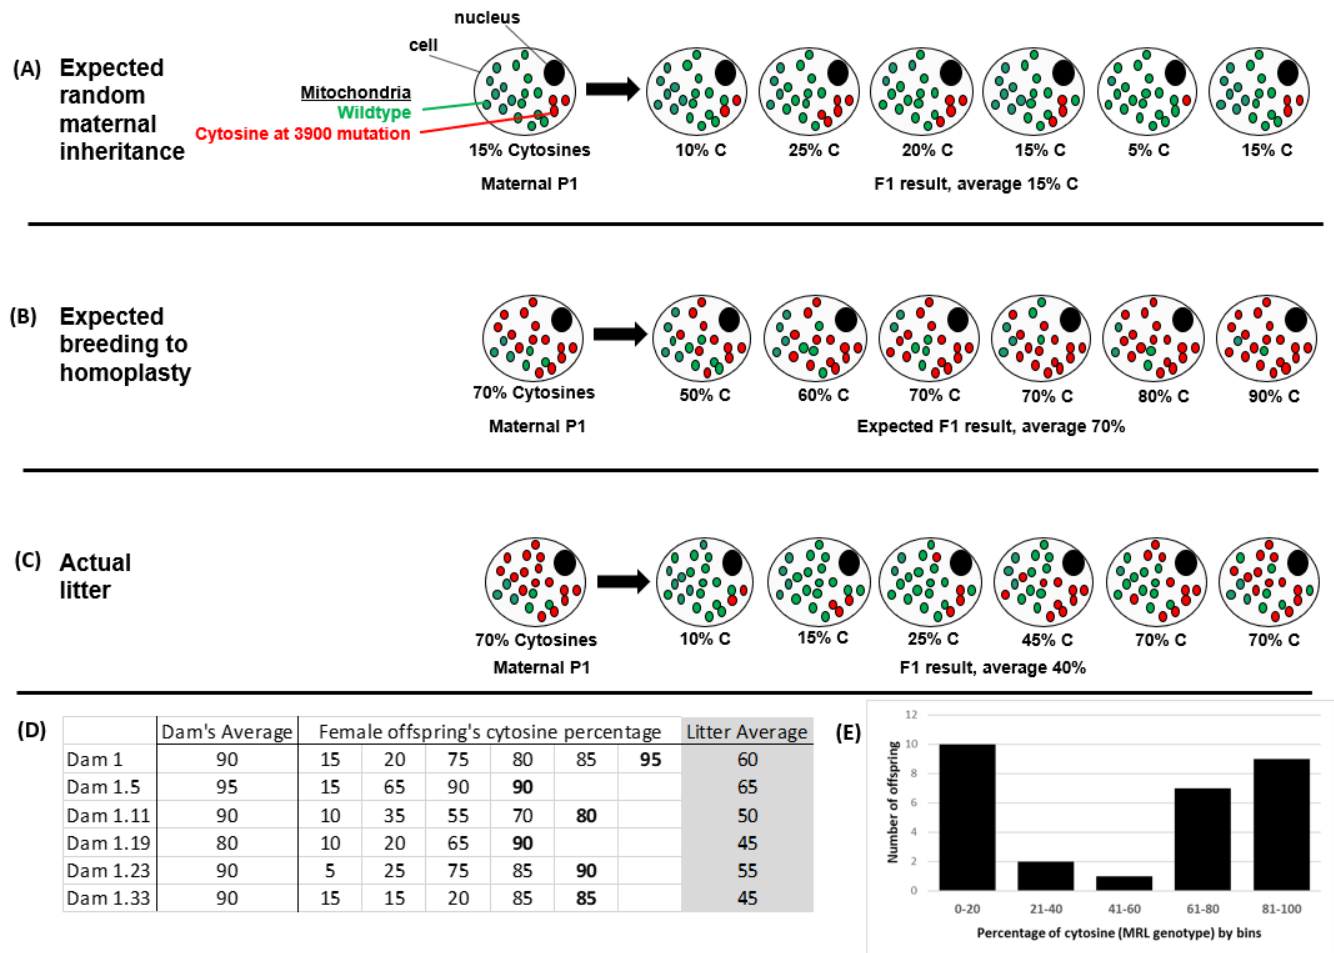 (A) Expected random maternal inheritance
nucleus
cell
Mitochondria
Wildtype
Cytosine at 3900 mutation
15% Cytosines
10% C
25% C
20% C
15% C
5% C
15% C
Maternal P1
F1 result, average 15% C
(B) Expected breeding to homoplasty
70% Cytosines
50% C
60% C
70% C
70% C
80% C
90% C
Maternal P1
Expected F1 result, average 70%
(C) Actual litter
70% Cytosines
10% C
15% C
25% C
45% C
70% C
70% C
Maternal P1
F1 result, average 40%
(D)
Dam's Average Female offspring's cytosine percentage Litter Average
Dam 1 90 15 20 75 80 85 95 60
Dam 1.5 95 15 65 90 90 65
Dam 1.11 90 10 35 55 70 80 50
Dam 1.19 80 10 20 65 90 45
Dam 1.23 90 5 25 75 85 90 55
Dam 1.33 90 15 15 20 85 85 45
(E)
Number of offspring
12
10
8
6
4
2
0
0-20 21-40 41-60 61-80 81-100
Percentage of cytosine (MRL genotype) by bins